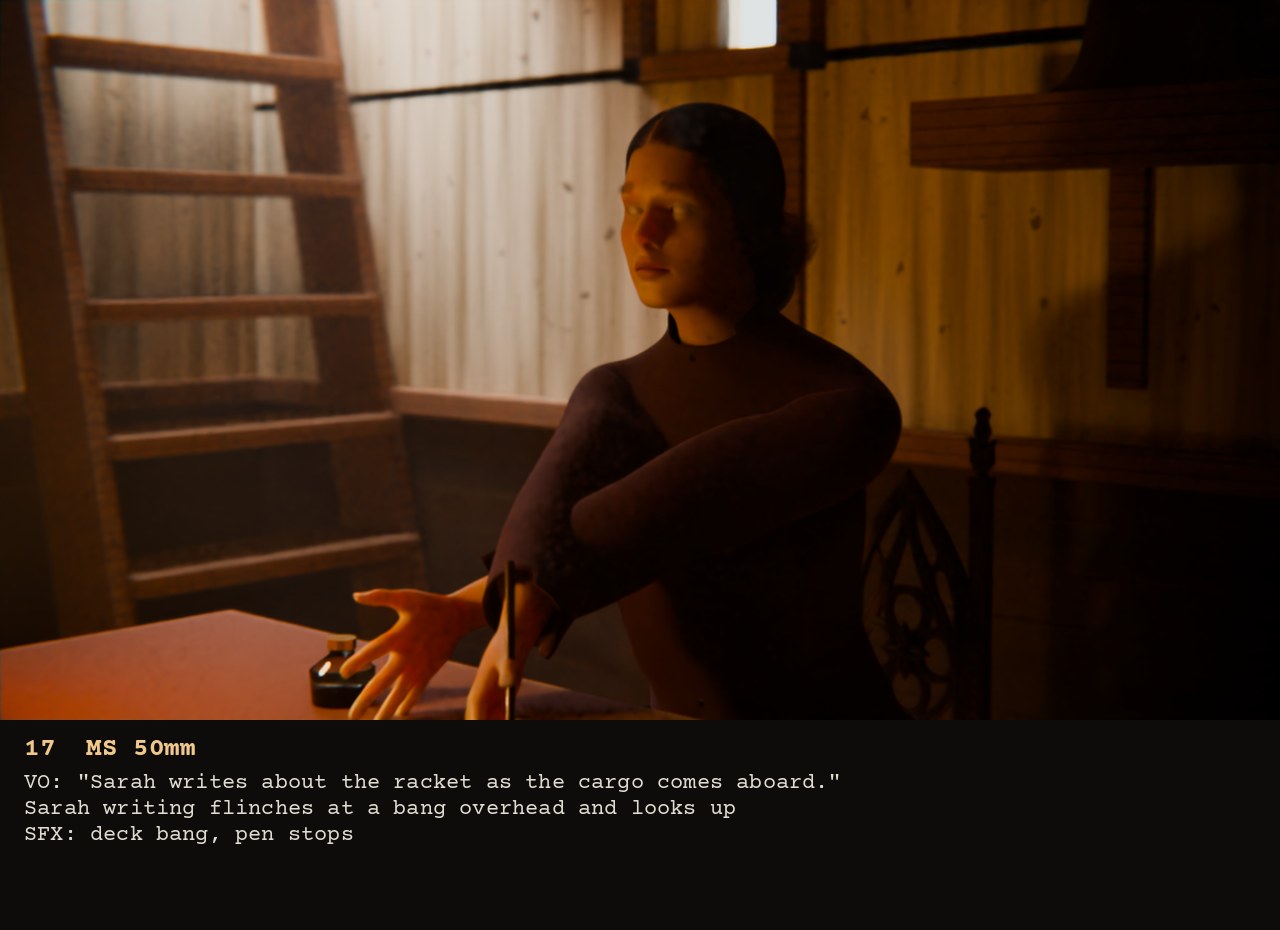 17  MS 50mm
VO: "Sarah writes about the racket as the cargo comes aboard."
Sarah writing flinches at a bang overhead and looks up
SFX: deck bang, pen stops